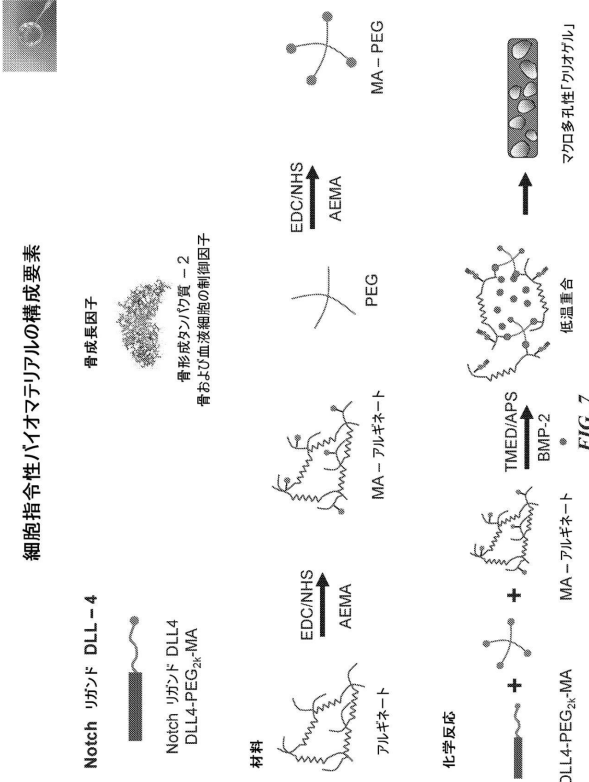 細胞指令性バイオマテリアルの構成要素
Notch リガンド DLL – 4
Notch リガンド DLL4
DLL4-PEG2k-MA
骨成長因子
骨形成タンパク質 – 2
骨および血液細胞の制御因子
材料
アルギネート
EDC/NHS
AEMA
MA – アルギネート
PEG
EDC/NHS
AEMA
MA – PEG
化学反応
DLL4-PEG2k-MA
+
+
MA – アルギネート
TMED/APS
BMP-2
低温重合
マクロ多孔性「クリオゲル」
FIG. 7